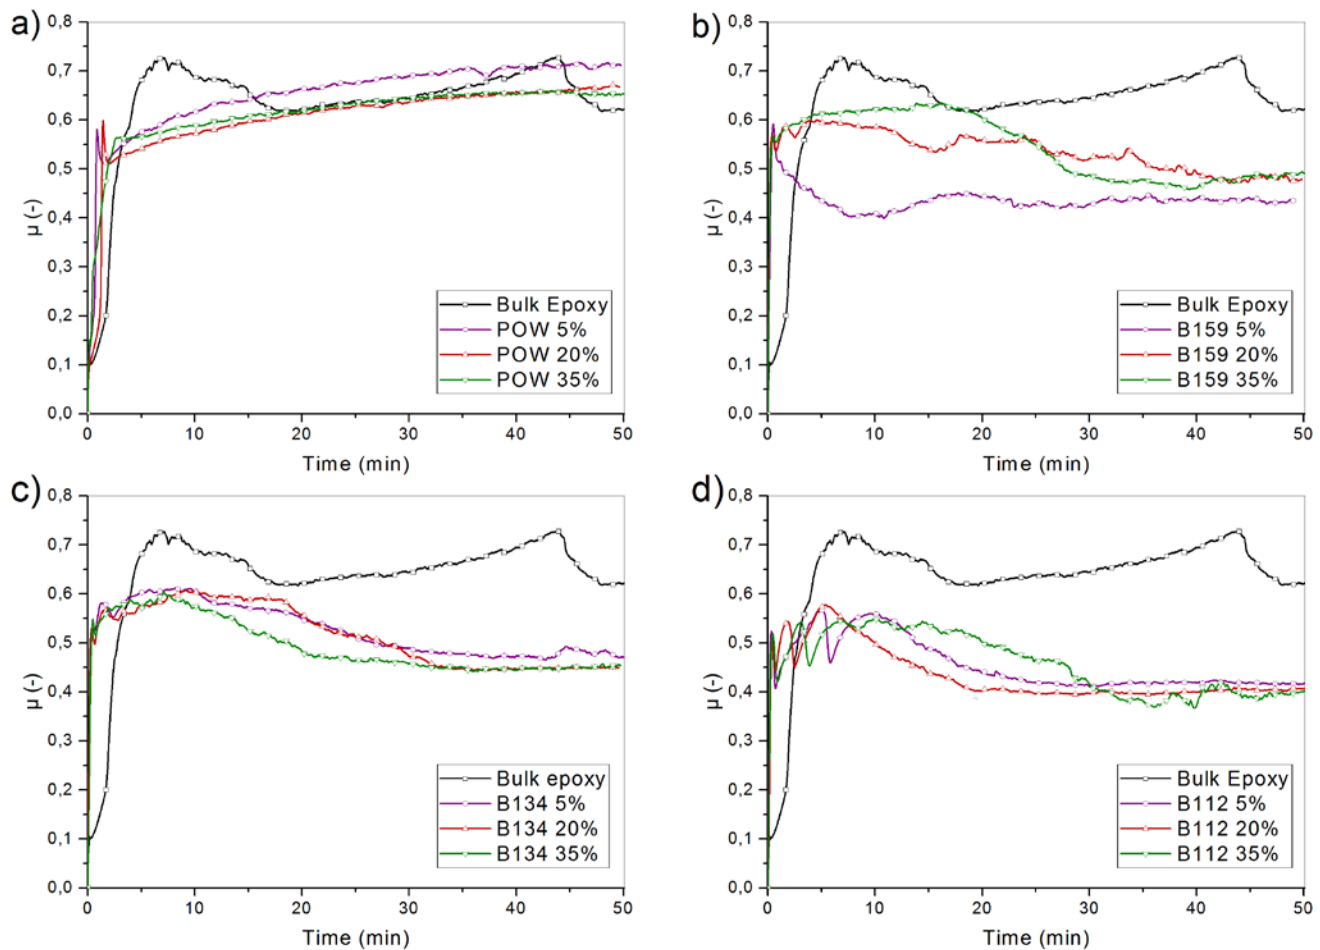 a)
0,8
0,7
0,6
0,5
0,4
0,3
0,2
0,1
0,0
μ (-)
Bulk Epoxy
POW 5%
POW 20%
POW 35%
0 10 20 30 40 50
Time (min)
b)
0,8
0,7
0,6
0,5
0,4
0,3
0,2
0,1
0,0
μ (-)
Bulk Epoxy
B159 5%
B159 20%
B159 35%
0 10 20 30 40 50
Time (min)
c)
0,8
0,7
0,6
0,5
0,4
0,3
0,2
0,1
0,0
μ (-)
Bulk epoxy
B134 5%
B134 20%
B134 35%
0 10 20 30 40 50
Time (min)
d)
0,8
0,7
0,6
0,5
0,4
0,3
0,2
0,1
0,0
μ (-)
Bulk Epoxy
B112 5%
B112 20%
B112 35%
0 10 20 30 40 50
Time (min)